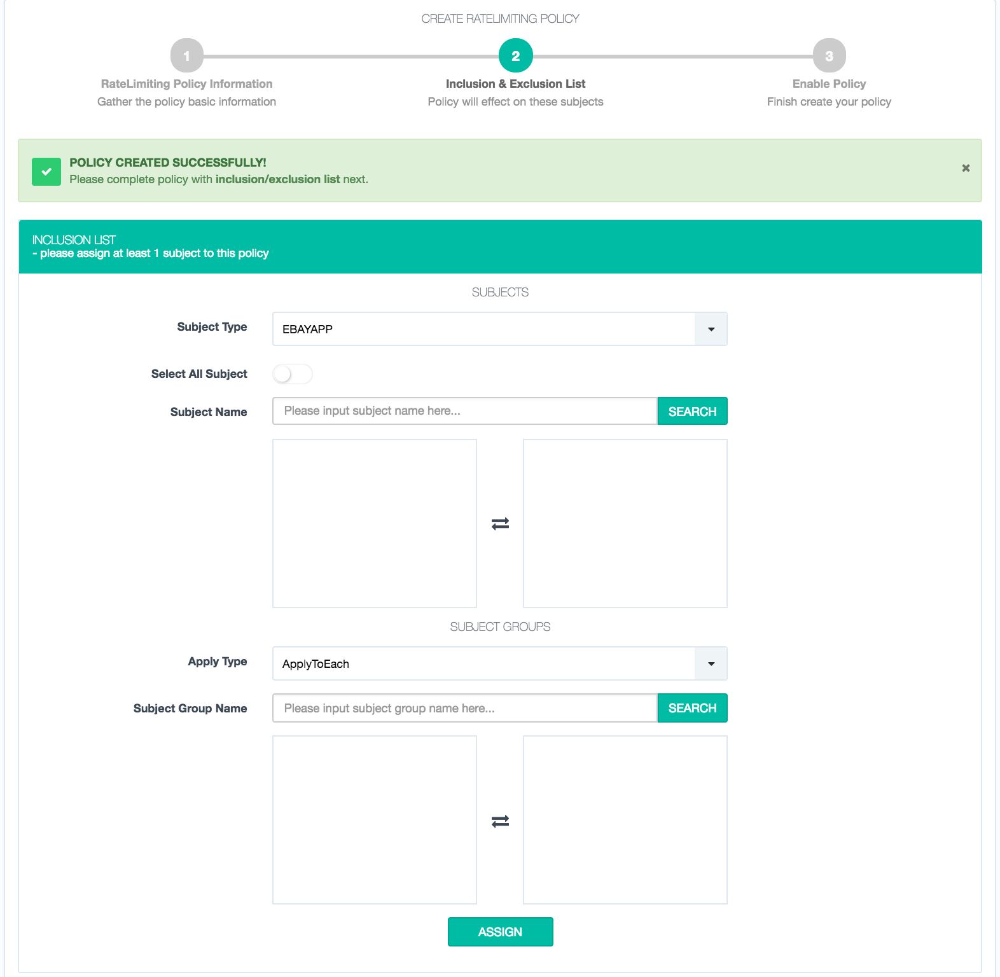 CREATE RATELIMITING POLICY
1
2
3
RateLimiting Policy Information
Inclusion & Exclusion List
Enable Policy
Gather the policy basic information
Policy will effect on these subjects
Finish create your policy
POLICY CREATED SUCCESSFULLY!
Please complete policy with inclusion/exclusion list next.
INCLUSION LIST
- please assign at least 1 subject to this policy
SUBJECTS
Subject Type
EBAYAPP
Select All Subject
Subject Name
Please input subject name here...
SEARCH
SUBJECT GROUPS
Apply Type
ApplyToEach
Subject Group Name
Please input subject group name here...
SEARCH
ASSIGN